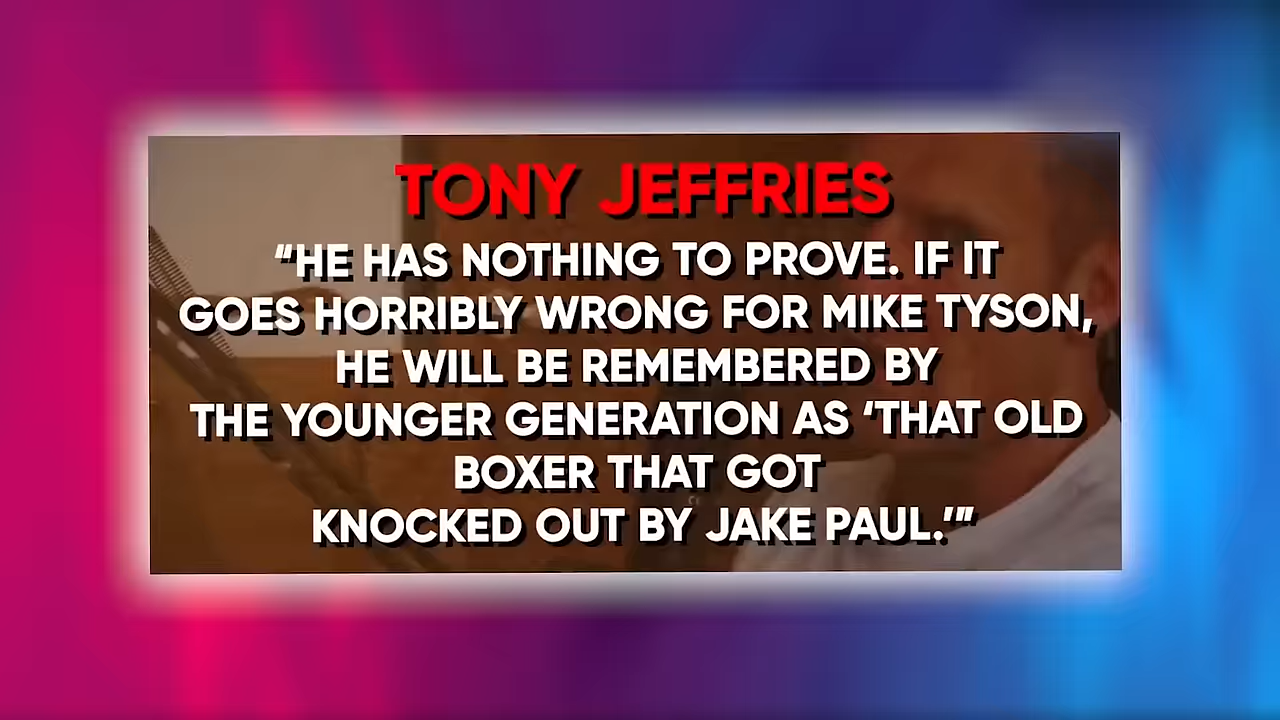 TONY JEFFRIES
“HE HAS NOTHING TO PROVE. IF IT
GOES HORRIBLY WRONG FOR MIKE TYSON,
HE WILL BE REMEMBERED BY
THE YOUNGER GENERATION AS ‘THAT OLD
BOXER THAT GOT
KNOCKED OUT BY JAKE PAUL.’”